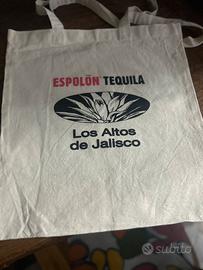 ESPOLÒN TEQUILA
Los Altos
de Jalisco
subito